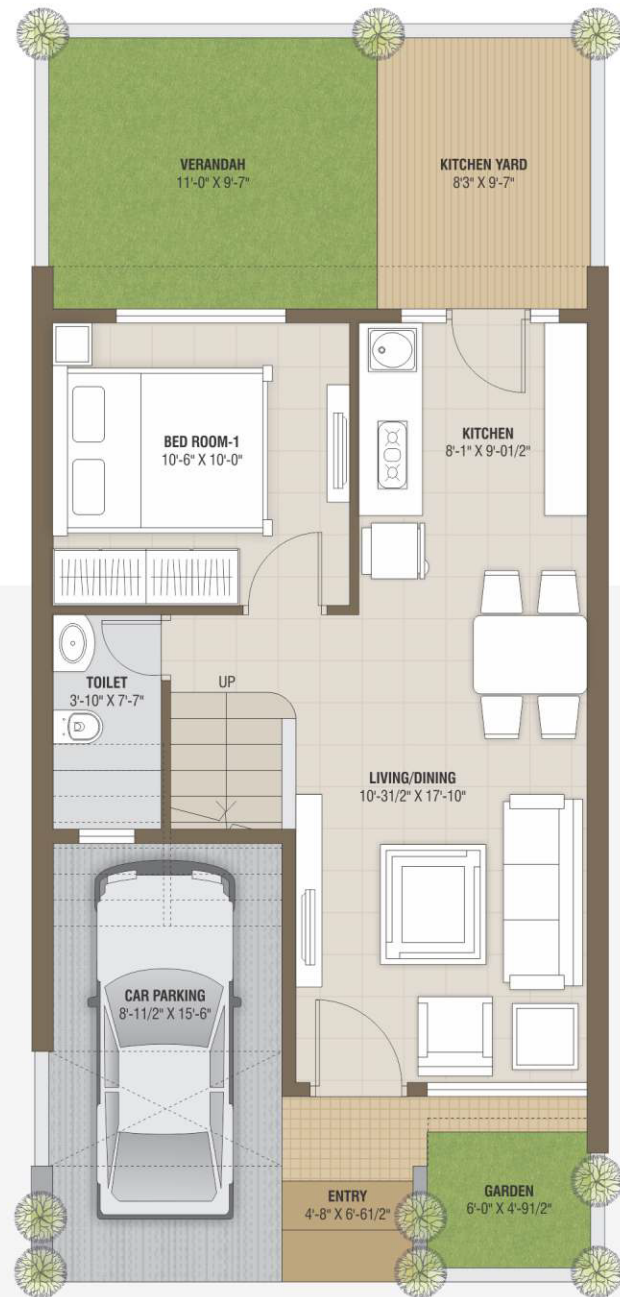 VERANDAH
11'-0" X 9'-7"
KITCHEN YARD
8'3" X 9'-7"
BED ROOM-1
10'-6" X 10'-0"
KITCHEN
8'-1" X 9'-01/2"
TOILET
3'-10" X 7'-7"
UP
LIVING/DINING
10'-31/2" X 17'-10"
CAR PARKING
8'-11/2" X 15'-6"
ENTRY
4'-8" X 6'-61/2"
GARDEN
6'-0" X 4'-91/2"